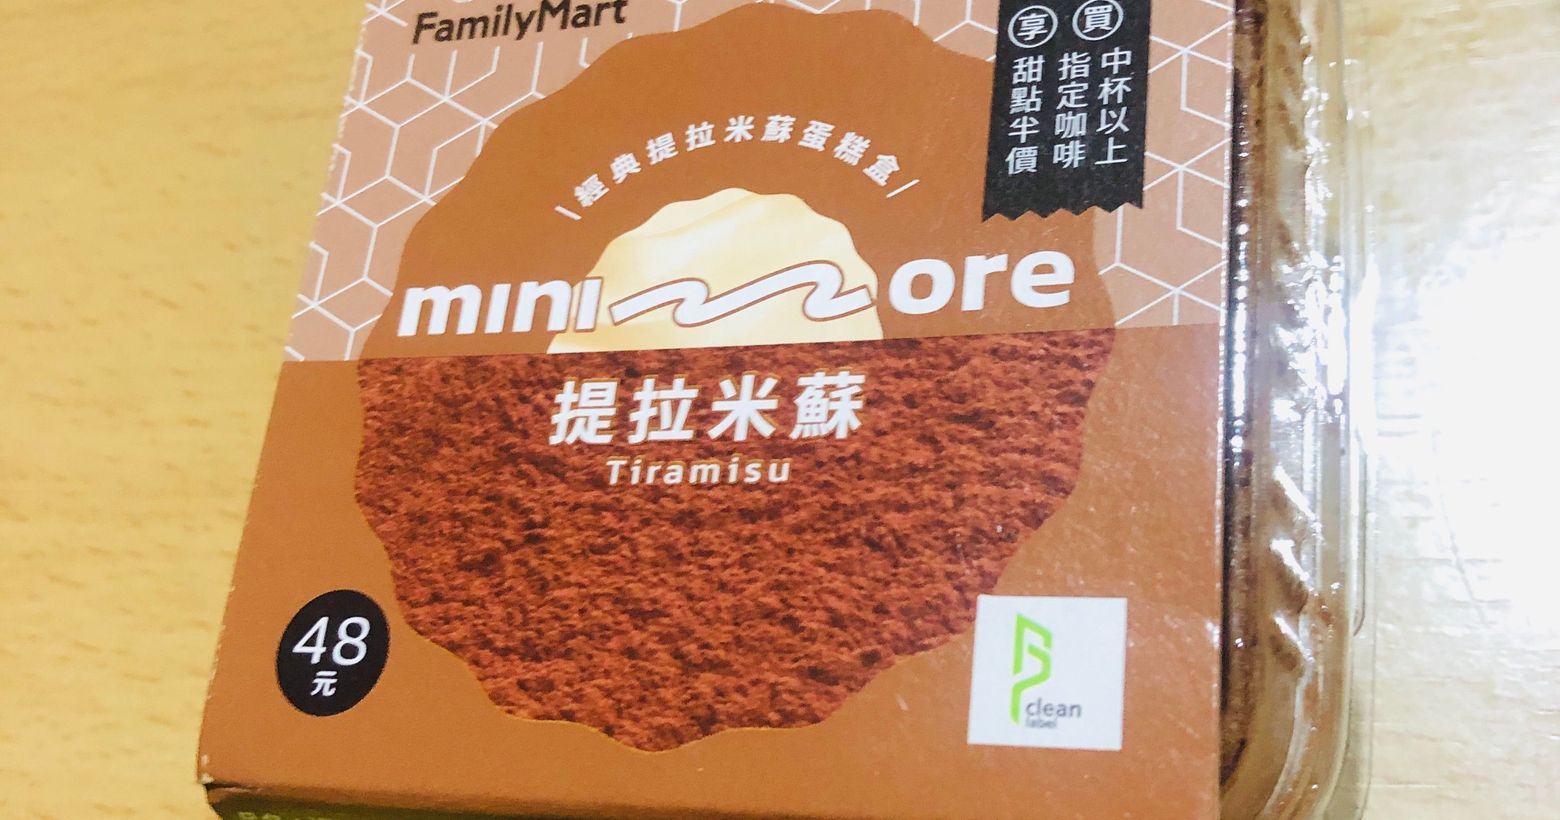 FamilyMart
買 中杯以上
指定咖啡
享 甜點半價
\經典提拉米蘇蛋糕盒/
mini more
提拉米蘇
Tiramisu
48
元
clean
label